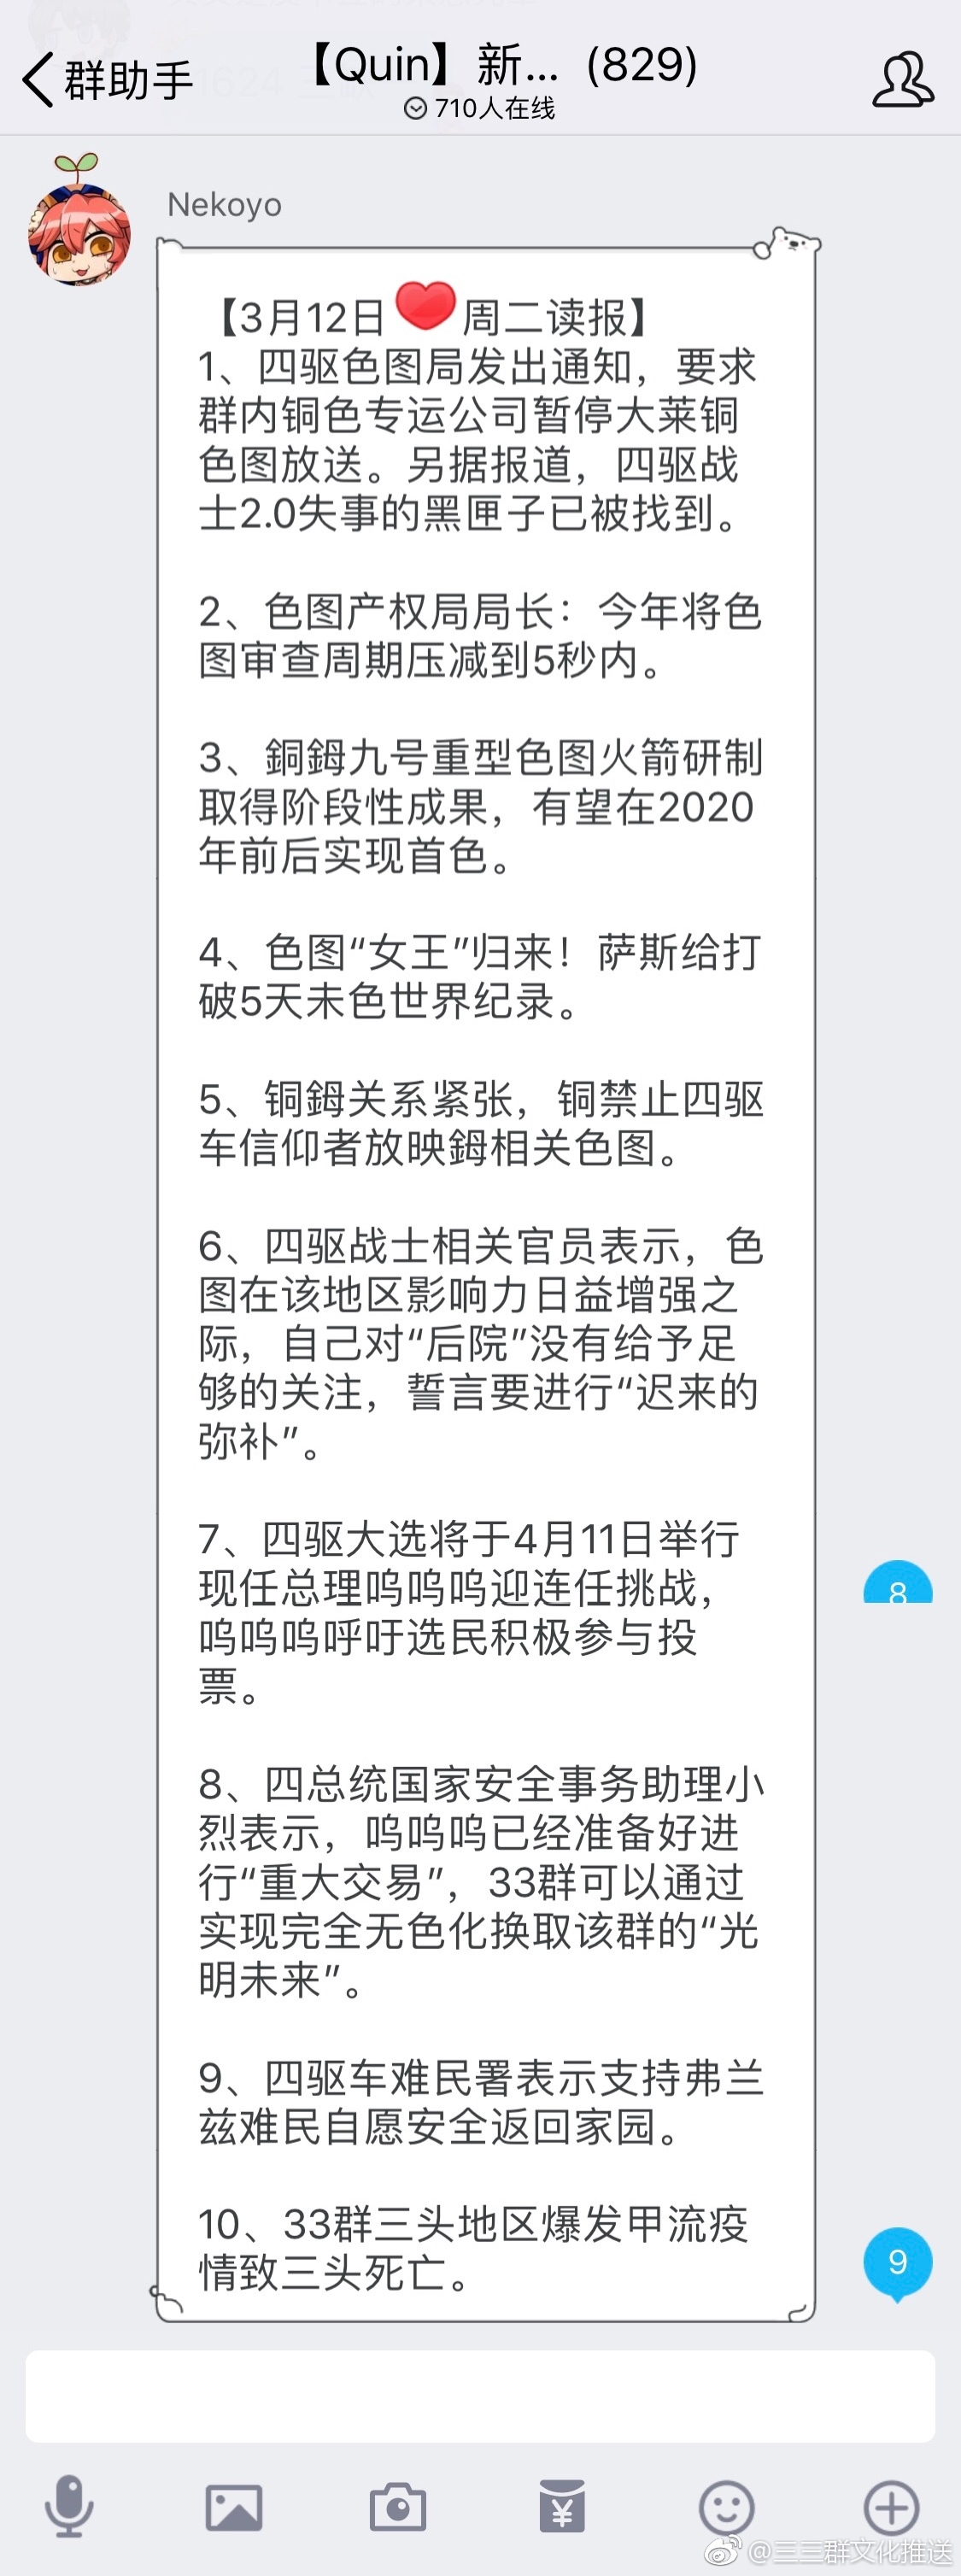 群助手
【Quin】新... (829)
710人在线
Nekoyo
【3月12日❤周二读报】
1、四驱色图局发出通知，要求
群内铜色专运公司暂停大莱铜
色图放送。另据报道，四驱战
士2.0失事的黑匣子已被找到。
2、色图产权局局长：今年将色
图审查周期压减到5秒内。
3、銅鉧九号重型色图火箭研制
取得阶段性成果，有望在2020
年前后实现首色。
4、色图“女王”归来！萨斯给打
破5天未色世界纪录。
5、铜鉧关系紧张，铜禁止四驱
车信仰者放映鉧相关色图。
6、四驱战士相关官员表示，色
图在该地区影响力日益增强之
际，自己对“后院”没有给予足
够的关注，誓言要进行“迟来的
弥补”。
7、四驱大选将于4月11日举行
现任总理呜呜呜迎连任挑战，
呜呜呜呼吁选民积极参与投
票。
8
8、四总统国家安全事务助理小
烈表示，呜呜呜已经准备好进
行“重大交易”，33群可以通过
实现完全无色化换取该群的“光
明未来”。
9、四驱车难民署表示支持弗兰
兹难民自愿安全返回家园。
10、33群三头地区爆发甲流疫
情致三头死亡。
9
@三三群文化推送